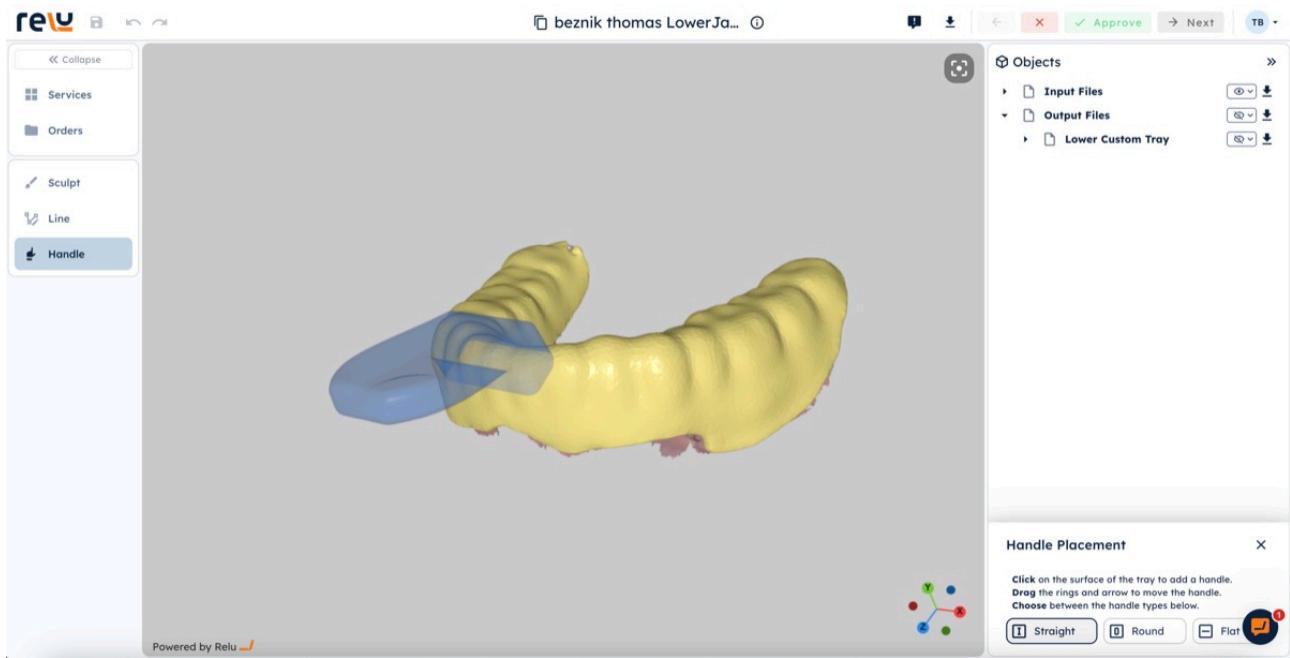 relu
beznik thomas LowerJa...
Approve
Next
TB
Collapse
Services
Orders
Sculpt
Line
Handle
Objects
Input Files
Output Files
Lower Custom Tray
Y
X
Z
Powered by Relu
Handle Placement
Click on the surface of the tray to add a handle.
Drag the rings and arrow to move the handle.
Choose between the handle types below.
Straight
Round
Flat
1